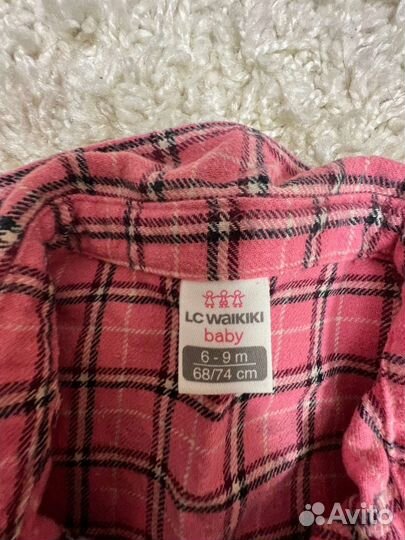 LC WAIKIKI
baby
6 - 9 m
68/74 cm
Avito